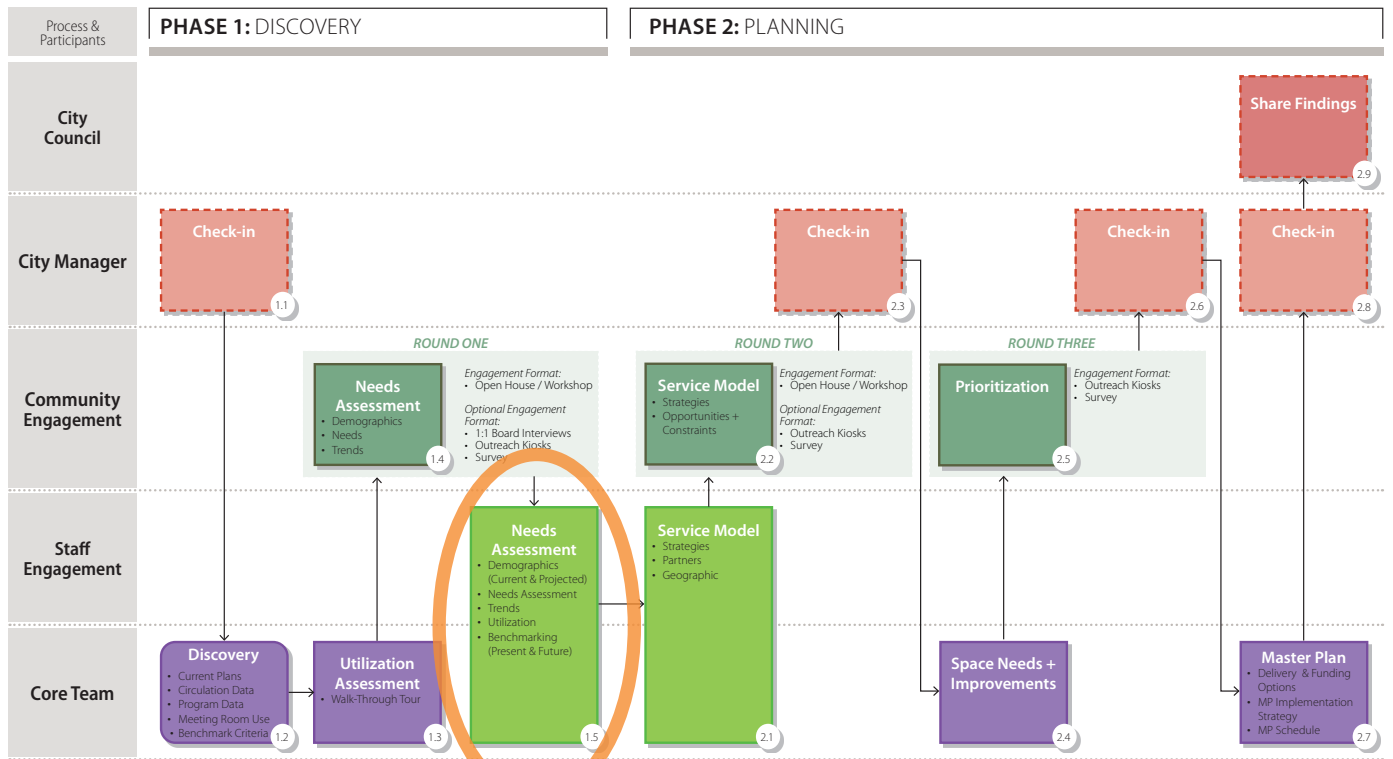 Process &
Participants
PHASE 1: DISCOVERY
PHASE 2: PLANNING
City
Council
Share Findings
2.9
City Manager
Check-in
1.1
Check-in
2.3
Check-in
2.6
Check-in
2.8
Community
Engagement
ROUND ONE
Needs
Assessment
• Demographics
• Needs
• Trends
1.4
Engagement Format:
• Open House / Workshop
Optional Engagement
Format:
• 1:1 Board Interviews
• Outreach Kiosks
• Survey
ROUND TWO
Service Model
• Strategies
• Opportunities +
Constraints
2.2
Engagement Format:
• Open House / Workshop
Optional Engagement
Format:
• Outreach Kiosks
• Survey
ROUND THREE
Prioritization
2.5
Engagement Format:
• Outreach Kiosks
• Survey
Staff
Engagement
Needs
Assessment
• Demographics
(Current & Projected)
• Needs Assessment
• Trends
• Utilization
• Benchmarking
(Present & Future)
1.5
Service Model
• Strategies
• Partners
• Geographic
2.1
Core Team
Discovery
• Current Plans
• Circulation Data
• Program Data
• Meeting Room Use
• Benchmark Criteria
1.2
Utilization
Assessment
• Walk-Through Tour
1.3
Space Needs +
Improvements
2.4
Master Plan
• Delivery & Funding
Options
• MP Implementation
Strategy
• MP Schedule
2.7